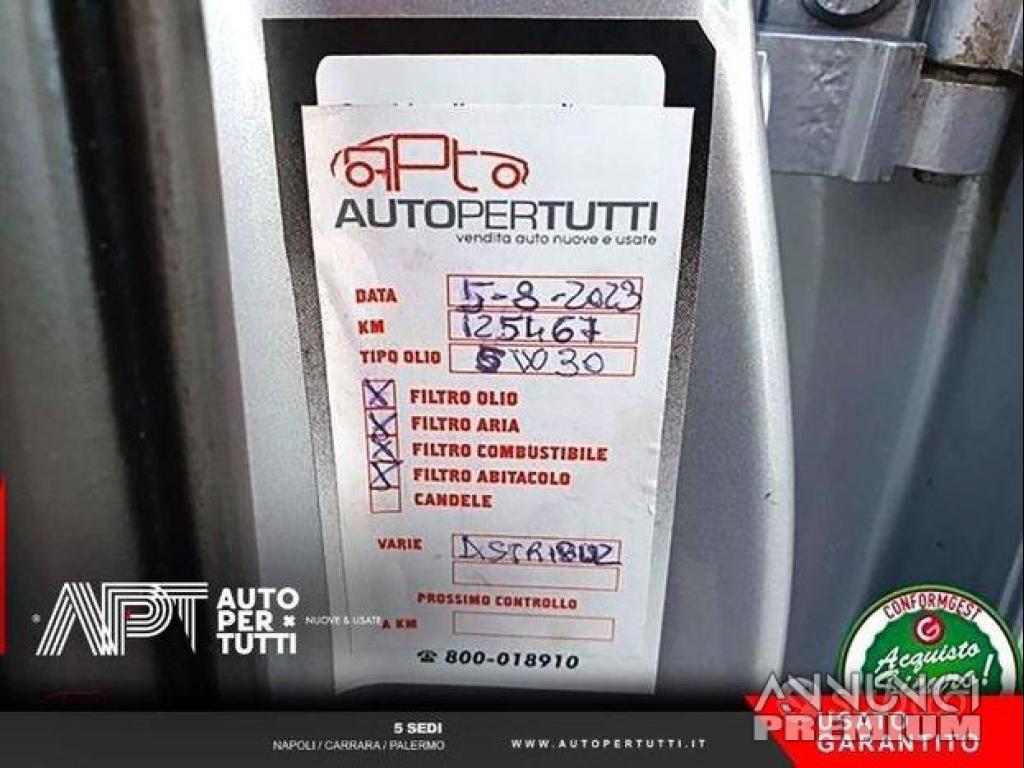 APto
AUTOPERTUTTI
vendita auto nuove e usate
DATA 5-8-2023
KM 125467
TIPO OLIO 5W30
FILTRO OLIO
FILTRO ARIA
FILTRO COMBUSTIBILE
FILTRO ABITACOLO
CANDELE
VARIE
PROSSIMO CONTROLLO
A KM
☎ 800-018910
® APT AUTO
PER
TUTTI
NUOVE & USATE
CONFORMGEST
Acquisto
ANNUNCI
PREMIUM
USATO
GARANTITO
5 SEDI
NAPOLI / CARRARA / PALERMO
WWW.AUTOPERTUTTI.IT